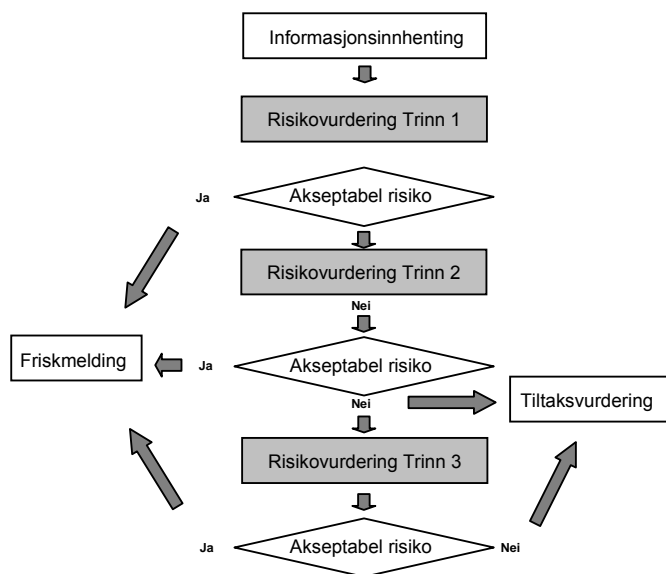 Informasjonsinnhenting
Risikovurdering Trinn 1
Ja
Akseptabel risiko
Risikovurdering Trinn 2
Nei
Friskmelding
Ja
Akseptabel risiko
Nei
Tiltaksvurdering
Risikovurdering Trinn 3
Ja
Akseptabel risiko
Nei